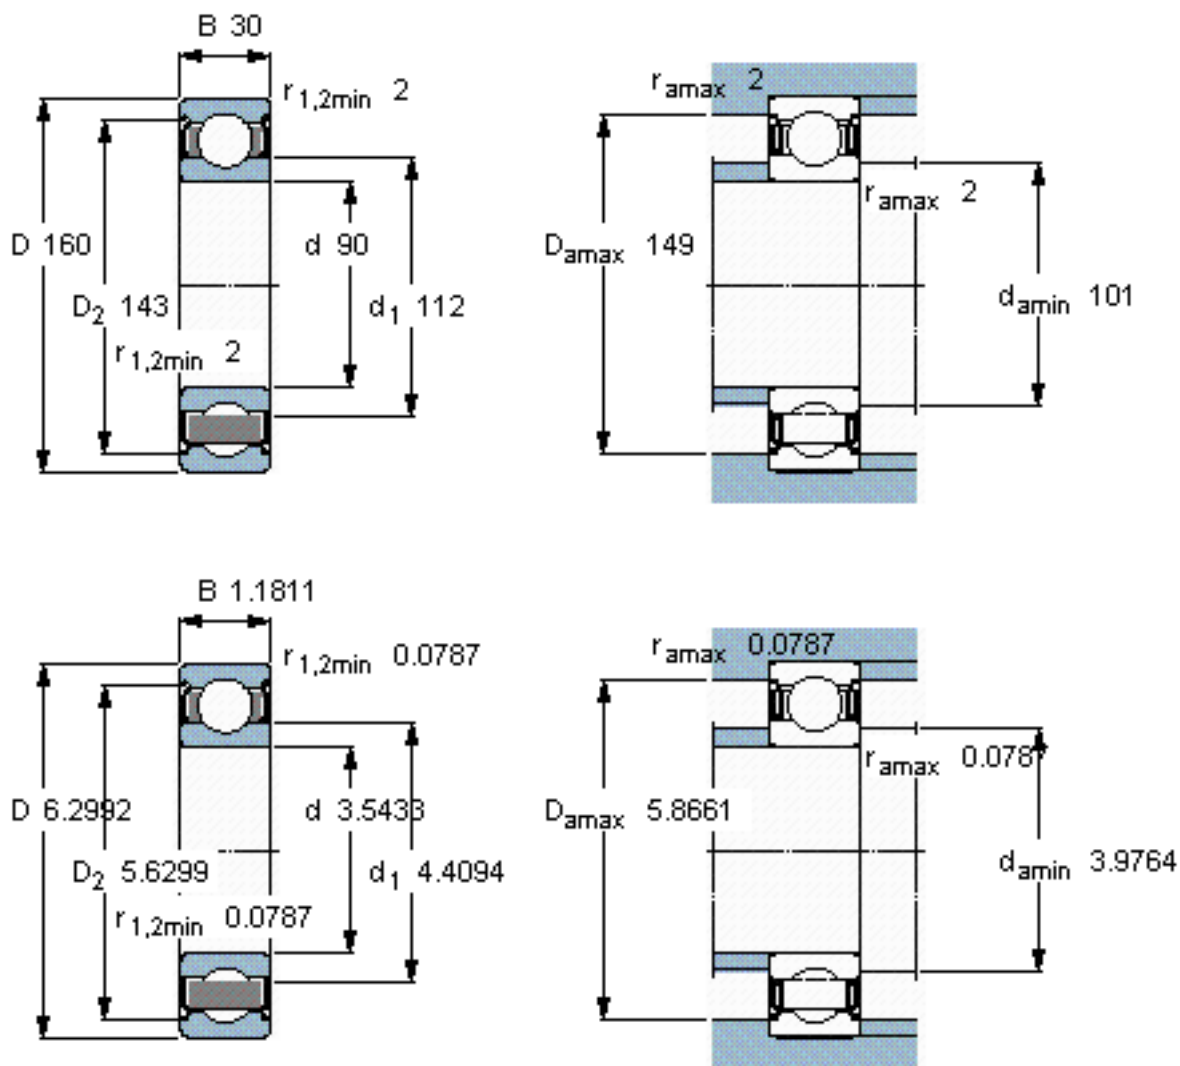 B 30
r1,2min 2
ramax 2
ramax 2
D 160
d 90
Damax 149
D2 143
d1 112
damin 101
r1,2min 2
B 1.1811
r1,2min 0.0787
ramax 0.0787
ramax 0.0787
D 6.2992
d 3.5433
Damax 5.8661
D2 5.6299
d1 4.4094
damin 3.9764
r1,2min 0.0787